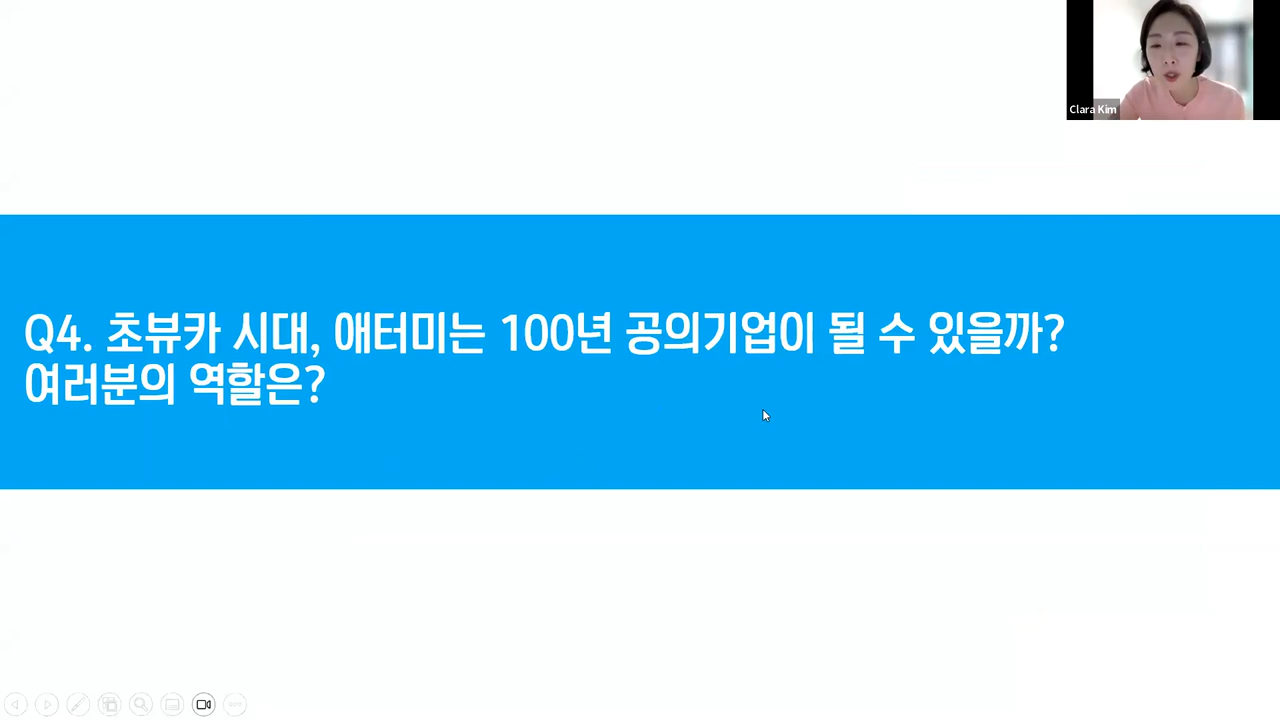 Clara Kim
Q4. 초뷰카 시대, 애터미는 100년 공의기업이 될 수 있을까?
여러분의 역할은?